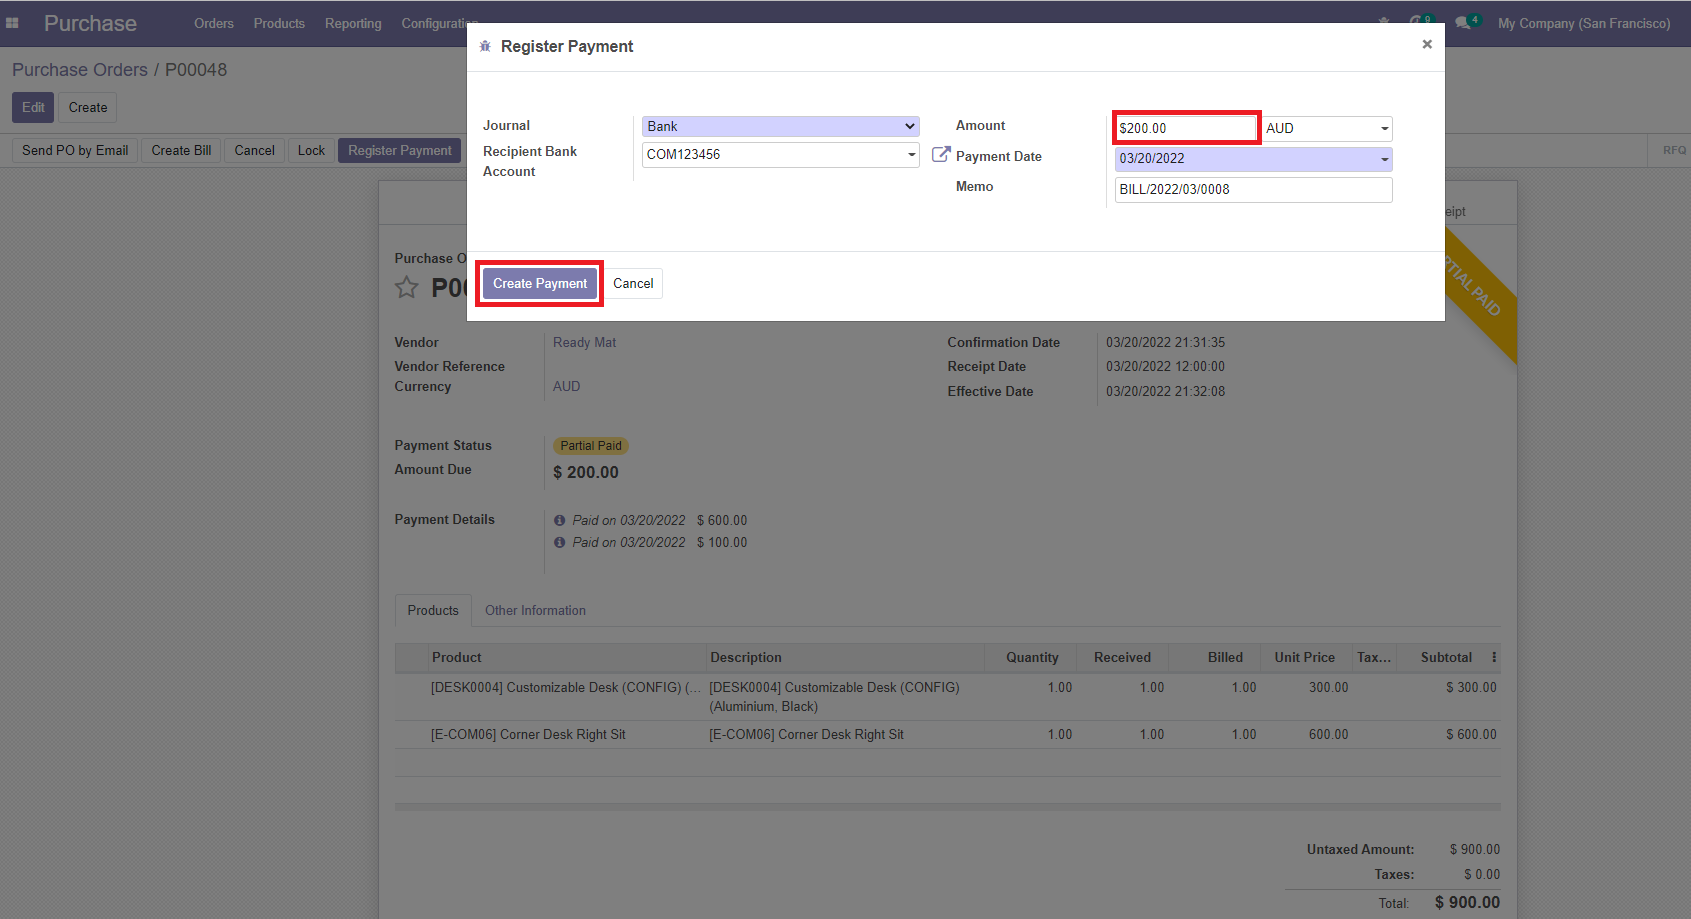 Purchase Orders Products Reporting Configuratio 9 4 My Company (San Francisco)
Register Payment ×
Purchase Orders / P00048
Edit Create
Send PO by Email Create Bill Cancel Lock Register Payment RFQ
Journal Bank
Recipient Bank Account COM123456
Amount $200.00 AUD
Payment Date 03/20/2022
Memo BILL/2022/03/0008
eipt
Create Payment Cancel
Purchase O
P00
RTIAL PAID
Vendor Ready Mat
Vendor Reference
Currency AUD
Confirmation Date 03/20/2022 21:31:35
Receipt Date 03/20/2022 12:00:00
Effective Date 03/20/2022 21:32:08
Payment Status Partial Paid
Amount Due $ 200.00
Payment Details Paid on 03/20/2022 $ 600.00
Paid on 03/20/2022 $ 100.00
Products Other Information
Product Description Quantity Received Billed Unit Price Tax... Subtotal
[DESK0004] Customizable Desk (CONFIG) (... [DESK0004] Customizable Desk (CONFIG) 1.00 1.00 1.00 300.00 $ 300.00
(Aluminium, Black)
[E-COM06] Corner Desk Right Sit [E-COM06] Corner Desk Right Sit 1.00 1.00 1.00 600.00 $ 600.00
Untaxed Amount: $ 900.00
Taxes: $ 0.00
Total: $ 900.00